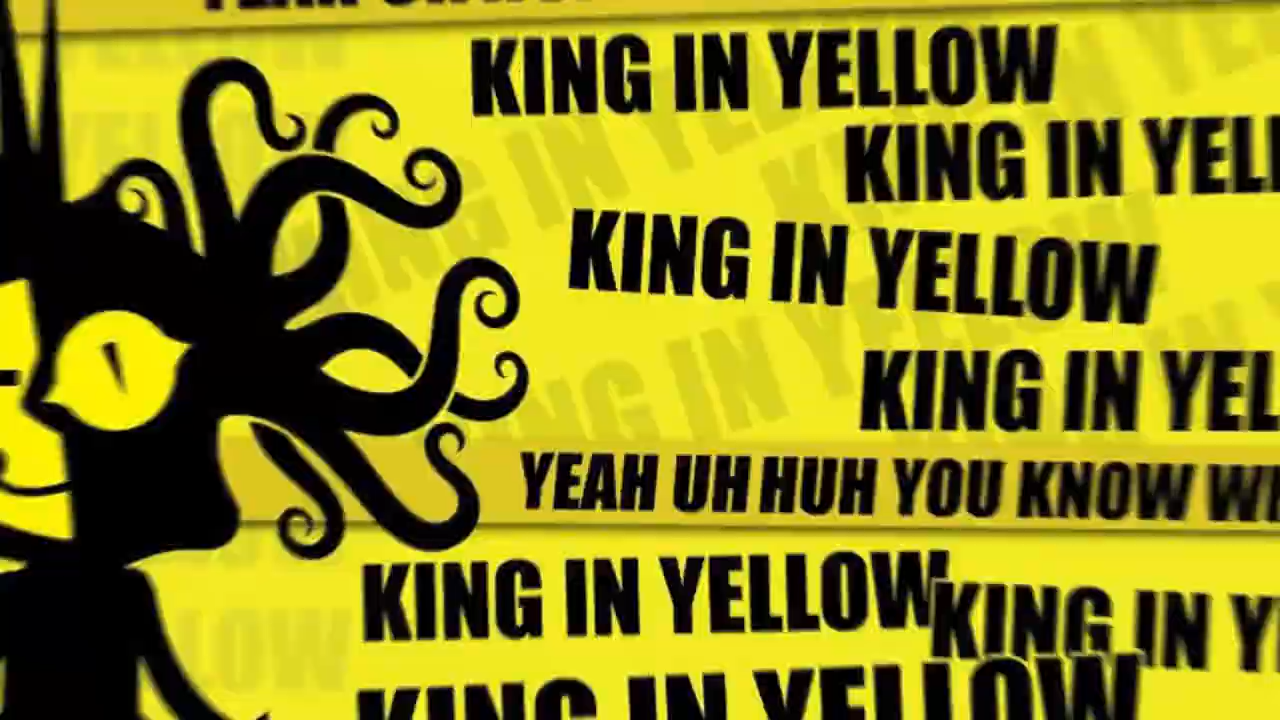 KING IN YELLOW
KING IN YELL
KING IN YELLOW
KING IN YEL
YEAH UH HUH YOU KNOW
KING IN YELLOW
KING IN Y
KING IN YELLOW